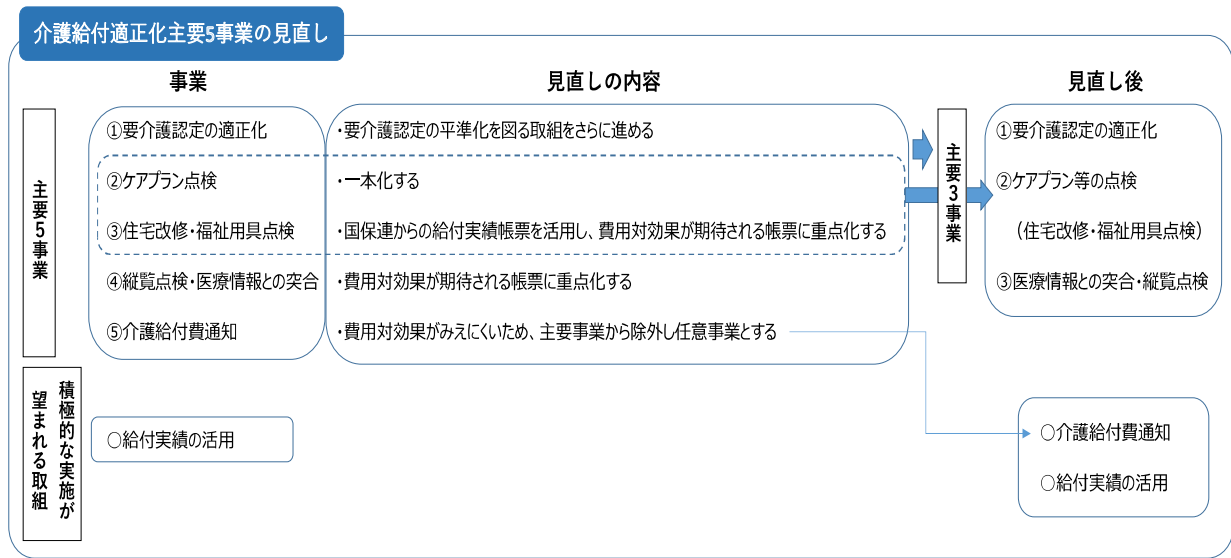 介護給付適正化主要5事業の見直し
事業
見直しの内容
見直し後
主要5事業
①要介護認定の適正化
・要介護認定の平準化を図る取組をさらに進める
②ケアプラン点検
・一本化する
③住宅改修・福祉用具点検
・国保連からの給付実績帳票を活用し、費用対効果が期待される帳票に重点化する
④縦覧点検・医療情報との突合
・費用対効果が期待される帳票に重点化する
⑤介護給付費通知
・費用対効果がみえにくいため、主要事業から除外し任意事業とする
主要3事業
①要介護認定の適正化
②ケアプラン等の点検
（住宅改修・福祉用具点検）
③医療情報との突合・縦覧点検
積極的な実施が
望まれる取組
○給付実績の活用
○介護給付費通知
○給付実績の活用